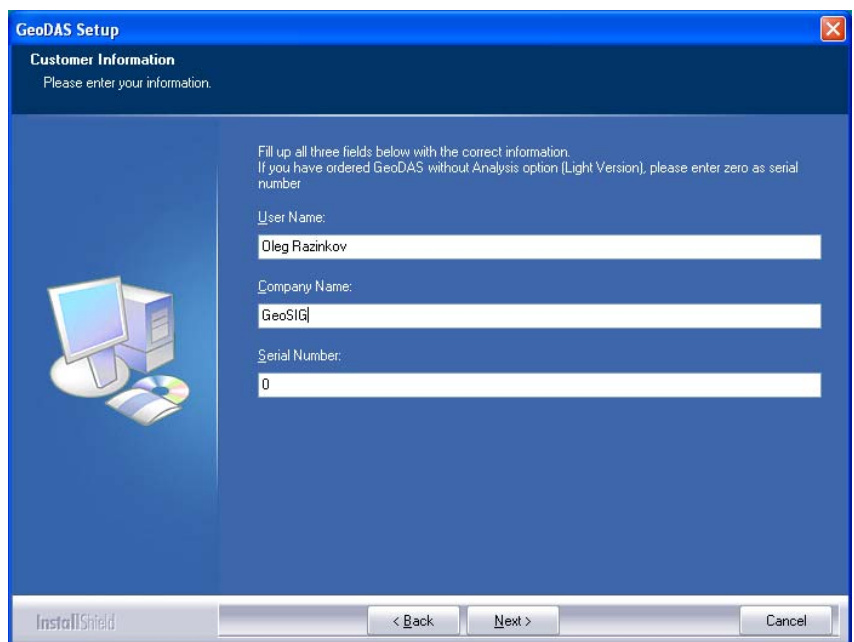 GeoDAS Setup
Customer Information
Please enter your information.
Fill up all three fields below with the correct information.
If you have ordered GeoDAS without Analysis option (Light Version), please enter zero as serial
number
User Name:
Oleg Razinkov
Company Name:
GeoSIG
Serial Number:
0
InstallShield
< Back
Next >
Cancel